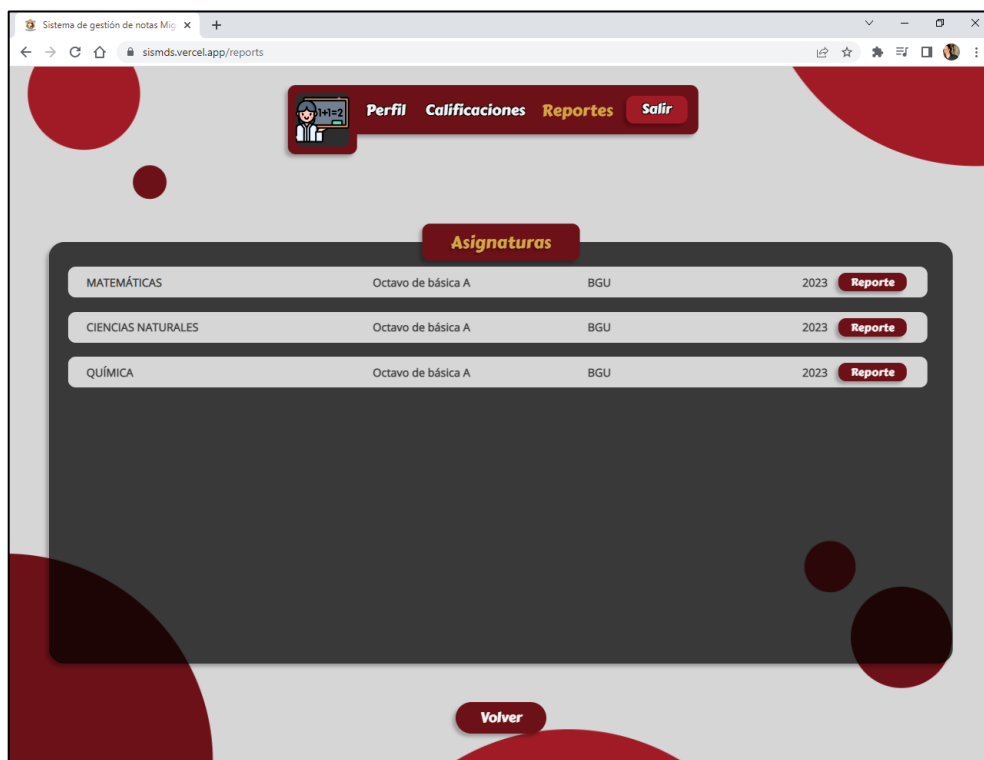 Sistema de gestión de notas Mig
sismds.vercel.app/reports
1+1=2
Perfil Calificaciones Reportes Salir
Asignaturas
MATEMÁTICAS Octavo de básica A BGU 2023 Reporte
CIENCIAS NATURALES Octavo de básica A BGU 2023 Reporte
QUÍMICA Octavo de básica A BGU 2023 Reporte
Volver